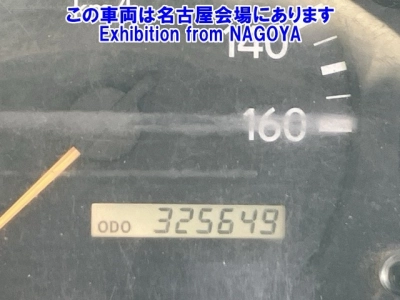 この車両は名古屋会場にあります
Exhibition from NAGOYA
140
160
ODO 325649